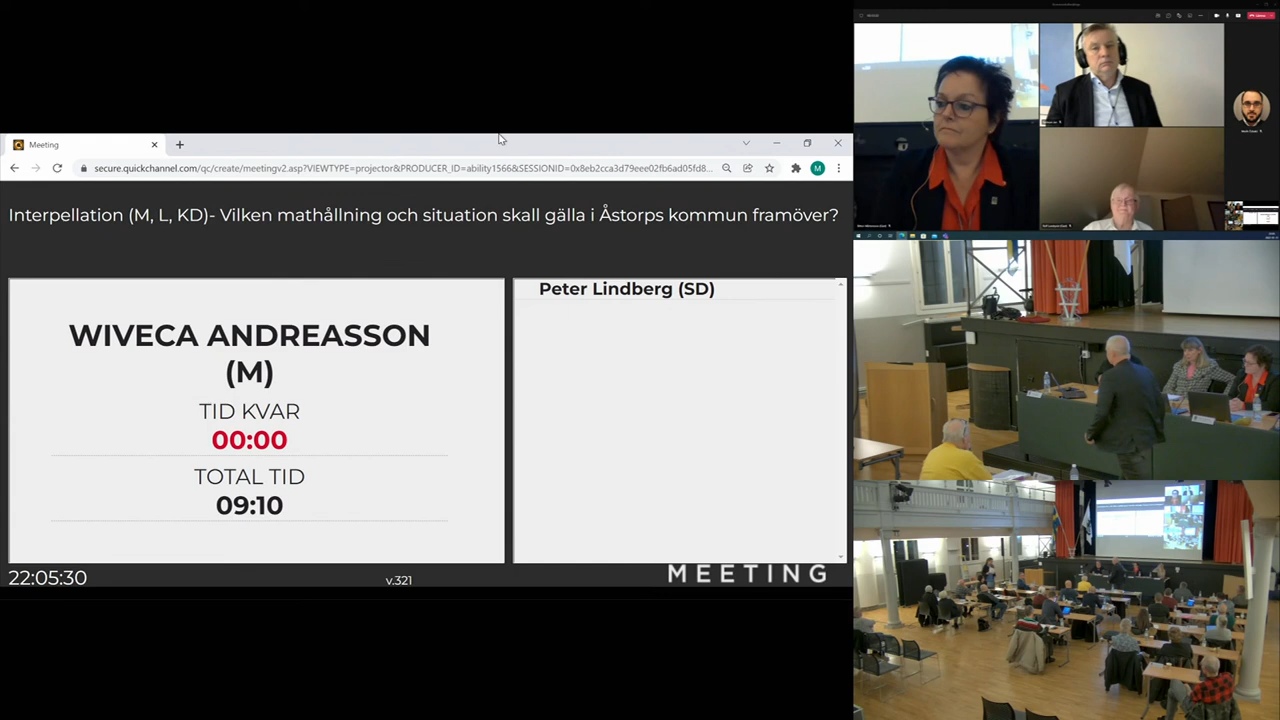 Meeting
secure.quickchannel.com/qc/create/meetingv2.asp?VIEWTYPE=projector&PRODUCER_ID=ability1566&SESSIONID=0x8eb2cca3d79eee02fb6ad05fd8...
M
Interpellation (M, L, KD)- Vilken mathållning och situation skall gälla i Åstorps kommun framöver?
WIVECA ANDREASSON
(M)
TID KVAR
00:00
TOTAL TID
09:10
Peter Lindberg (SD)
22:05:30
v.321
MEETING